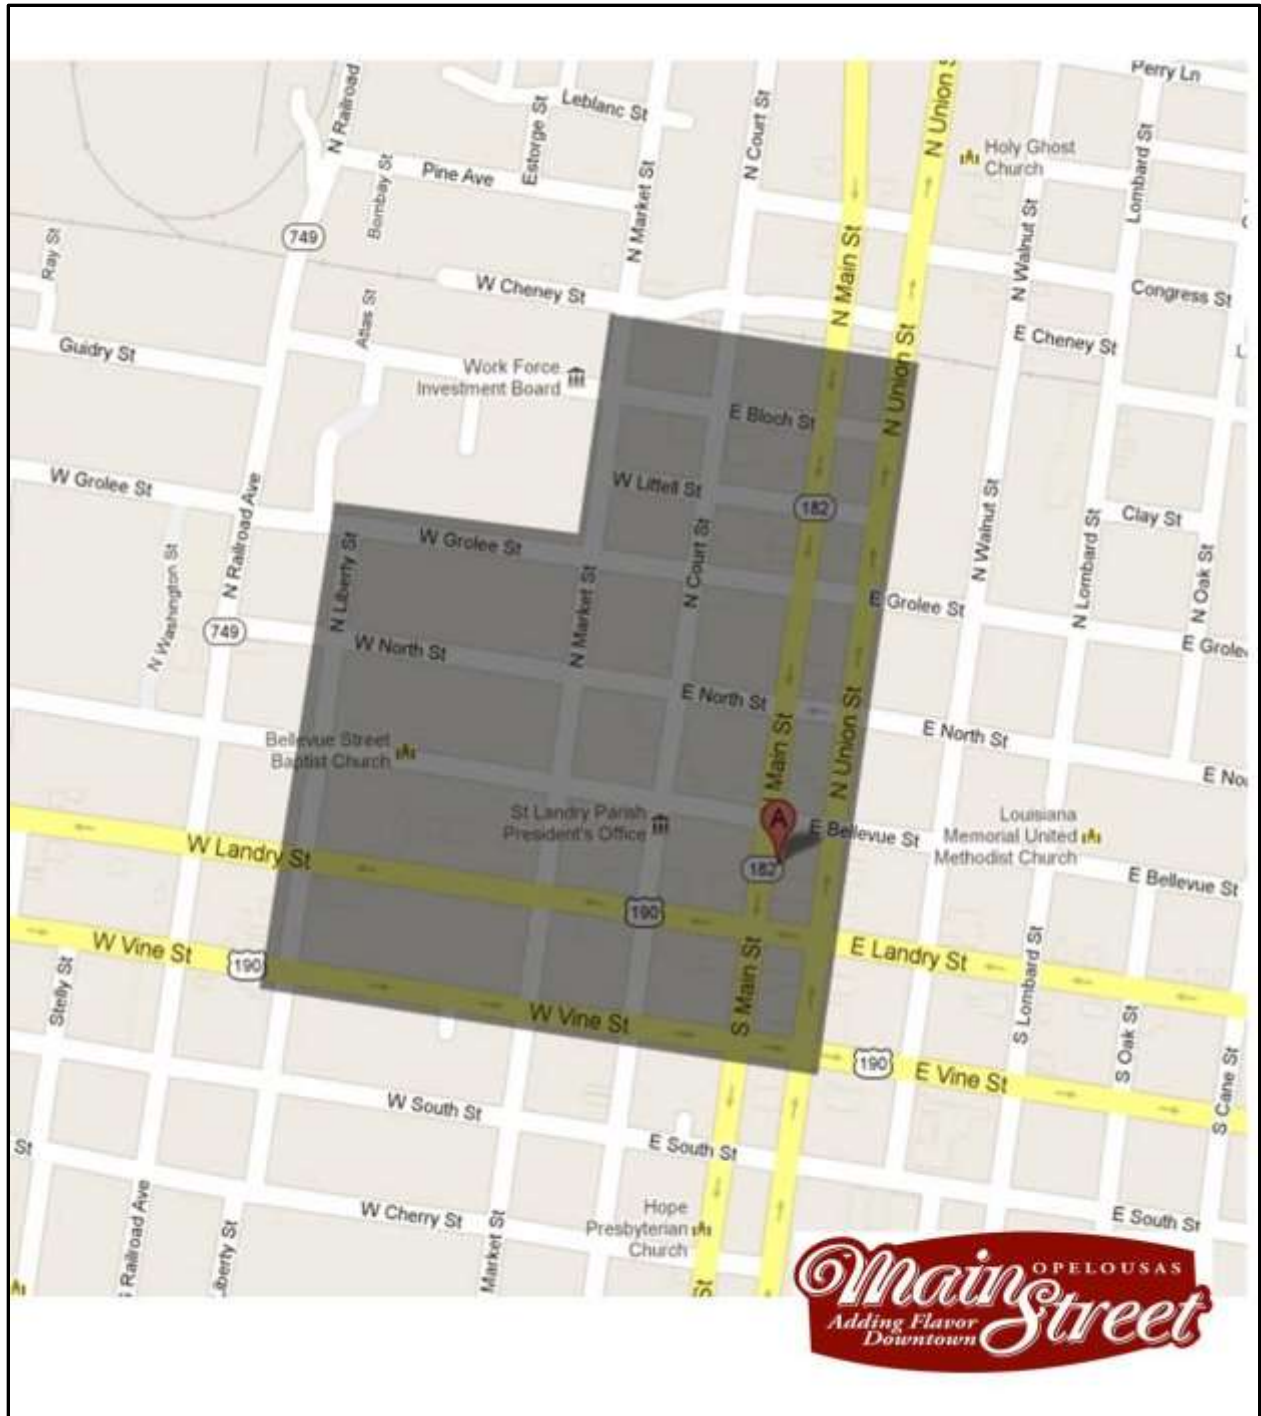 Perry Ln
Leblanc St
N Railroad
Estorge St
N Market St
N Court St
N Union S
Holy Ghost
Church
Lombard St
Pine Ave
Bombay St
749
Ray St
W Cheney St
N Main St
N Walnut St
Congress St
Atlas St
Guidry St
E Cheney St
Work Force
Investment Board
N Union St
E Bloch St
W Grolee St
W Littell St
182
Clay St
N Railroad Ave
N Washington St
N Liberty St
W Grolee St
N Market St
N Court St
N Walnut St
N Lombard St
N Oak St
E Grolee St
E Grole
749
W North St
E North St
E North St
E No
Bellevue Street
Baptist Church
Main St
N Union St
St Landry Parish
President's Office
A
E Bellevue St
Louisiana
Memorial United
Methodist Church
E Bellevue St
W Landry St
182
190
E Landry St
W Vine St
190
Stelly St
W Vine St
S Main St
190
E Vine St
S Lombard St
S Oak St
S Cane St
W South St
E South St
St
W Cherry St
Hope
Presbyterian
Church
E South St
S Railroad Ave
iberty St
Market St
St
OPELOUSAS
Main
Street
Adding Flavor
Downtown